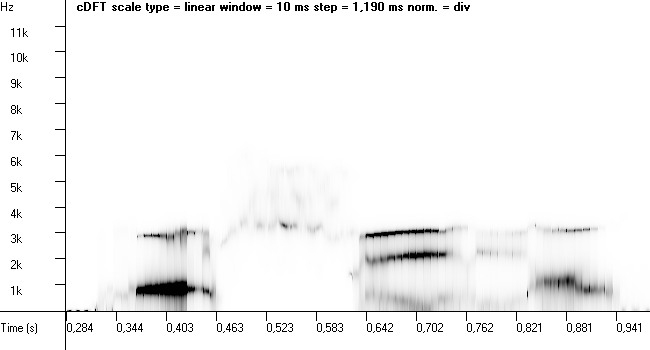 Hz cDFT scale type = linear window = 10 ms step = 1,190 ms norm. = div
11k
10k
9k
8k
7k
6k
5k
4k
3k
2k
1k
Time (s) 0,284 0,344 0,403 0,463 0,523 0,583 0,642 0,702 0,762 0,821 0,881 0,941